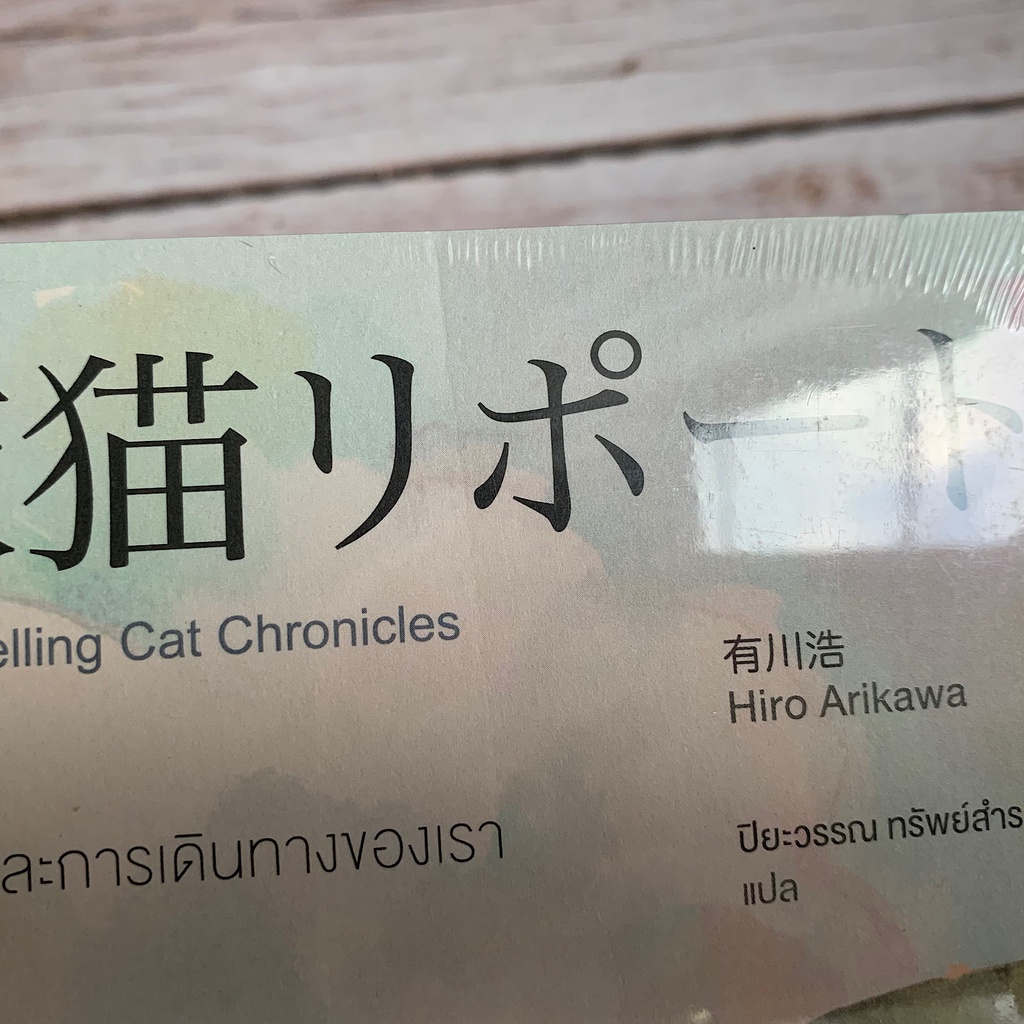 猫リポート
elling Cat Chronicles
有川浩
Hiro Arikawa
ละการเดินทางของเรา
ปิยะวรรณ ทรัพย์สำร
แปล